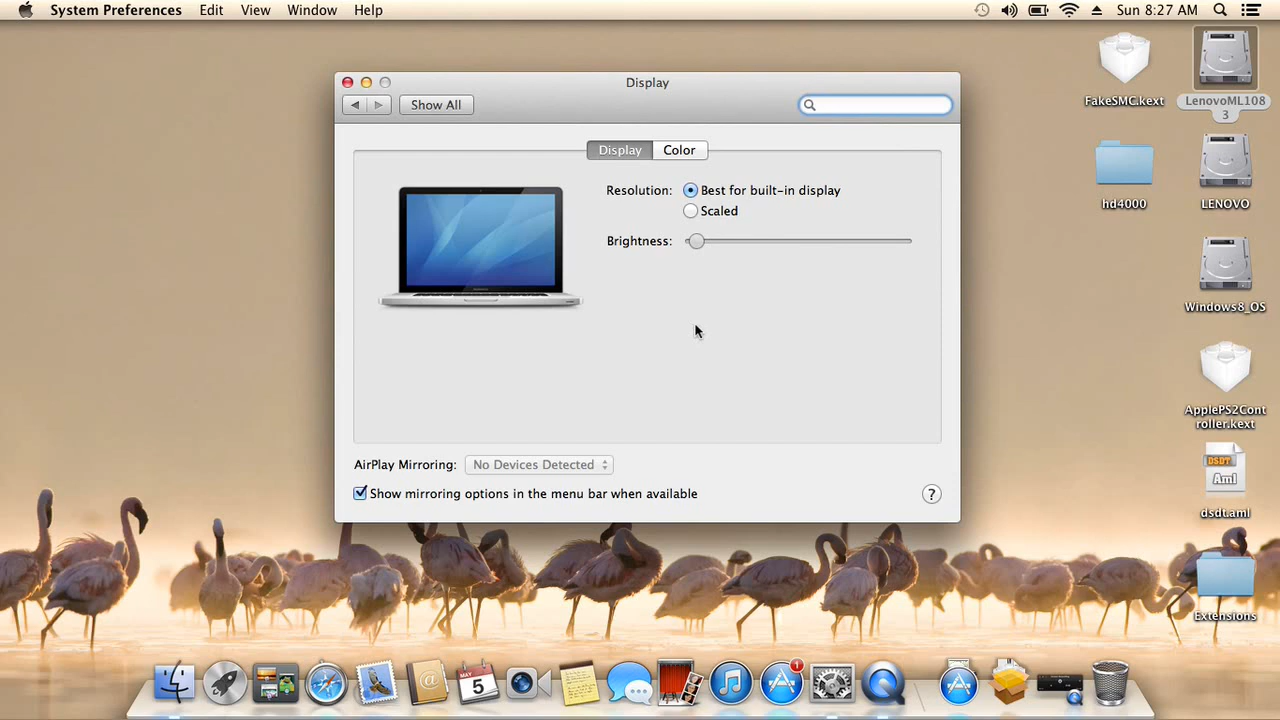 System Preferences Edit View Window Help
Sun 8:27 AM
Display
Show All
Display Color
Resolution: Best for built-in display
Scaled
Brightness:
AirPlay Mirroring: No Devices Detected
Show mirroring options in the menu bar when available
?
FakeSMC.kext
LenovoML108
3
hd4000
LENOVO
Windows8_OS
ApplePS2Cont
roller.kext
DSDT
Aml
dsdt.aml
Extensions
MAY
5
@
1